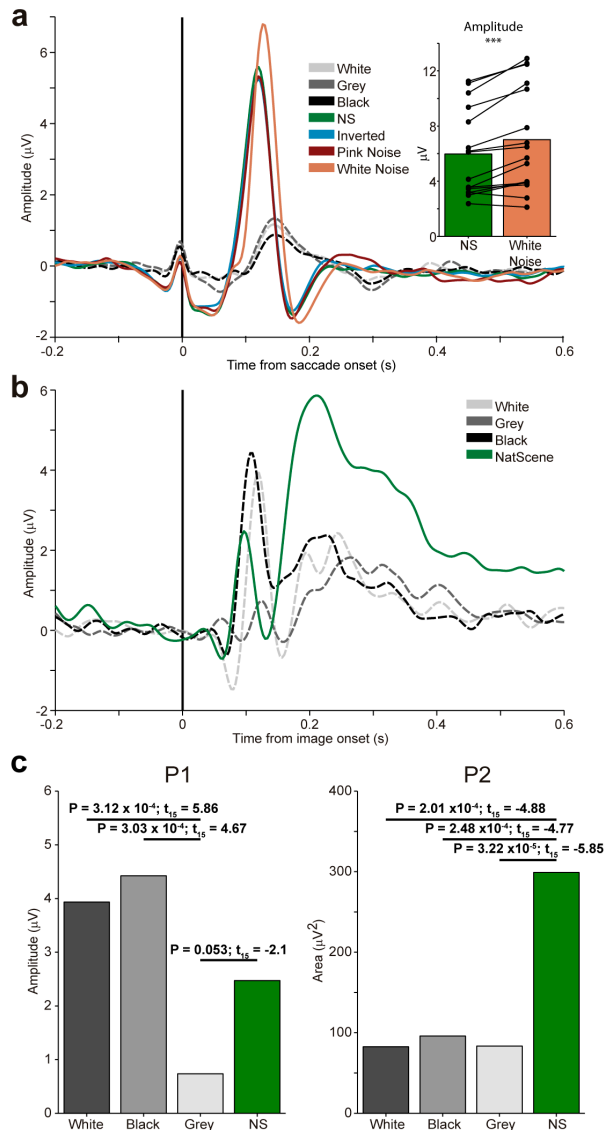 a
Amplitude (µV)
6
4
2
0
-2
-0.2
0
0.2
0.4
0.6
Time from saccade onset (s)
White
Grey
Black
NS
Inverted
Pink Noise
White Noise
Amplitude
***
µV
12
8
4
0
NS
White
Noise
b
Amplitude (µV)
6
4
2
0
-2
-0.2
0
0.2
0.4
0.6
Time from image onset (s)
White
Grey
Black
NatScene
c
P1
P = 3.12 x 10-4; t15 = 5.86
P = 3.03 x 10-4; t15 = 4.67
P = 0.053; t15 = -2.1
Amplitude (µV)
6
5
4
3
2
1
0
White
Black
Grey
NS
P2
P = 2.01 x10-4; t15 = -4.88
P = 2.48 x10-4; t15 = -4.77
P = 3.22 x10-5; t15 = -5.85
Area (µV2)
400
300
200
100
0
White
Black
Grey
NS